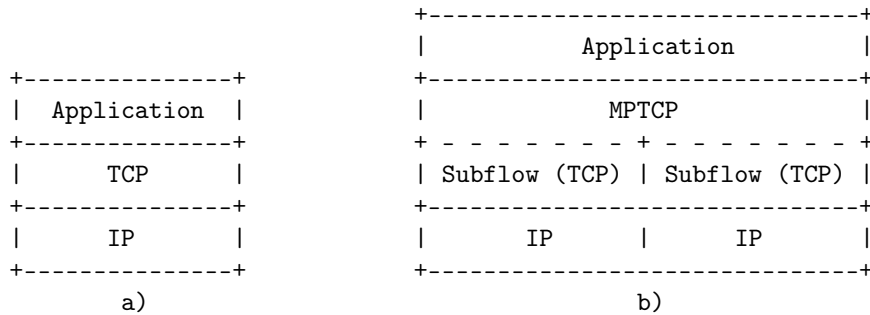 +-------------------------------+
|           Application         |
+---------------+ +-------------------------------+
|  Application  | |             MPTCP             |
+---------------+ + - - - - - - - + - - - - - - - +
|      TCP      | | Subflow (TCP) | Subflow (TCP) |
+---------------+ +-------------------------------+
|      IP       | |       IP      |      IP       |
+---------------+ +-------------------------------+
a) b)